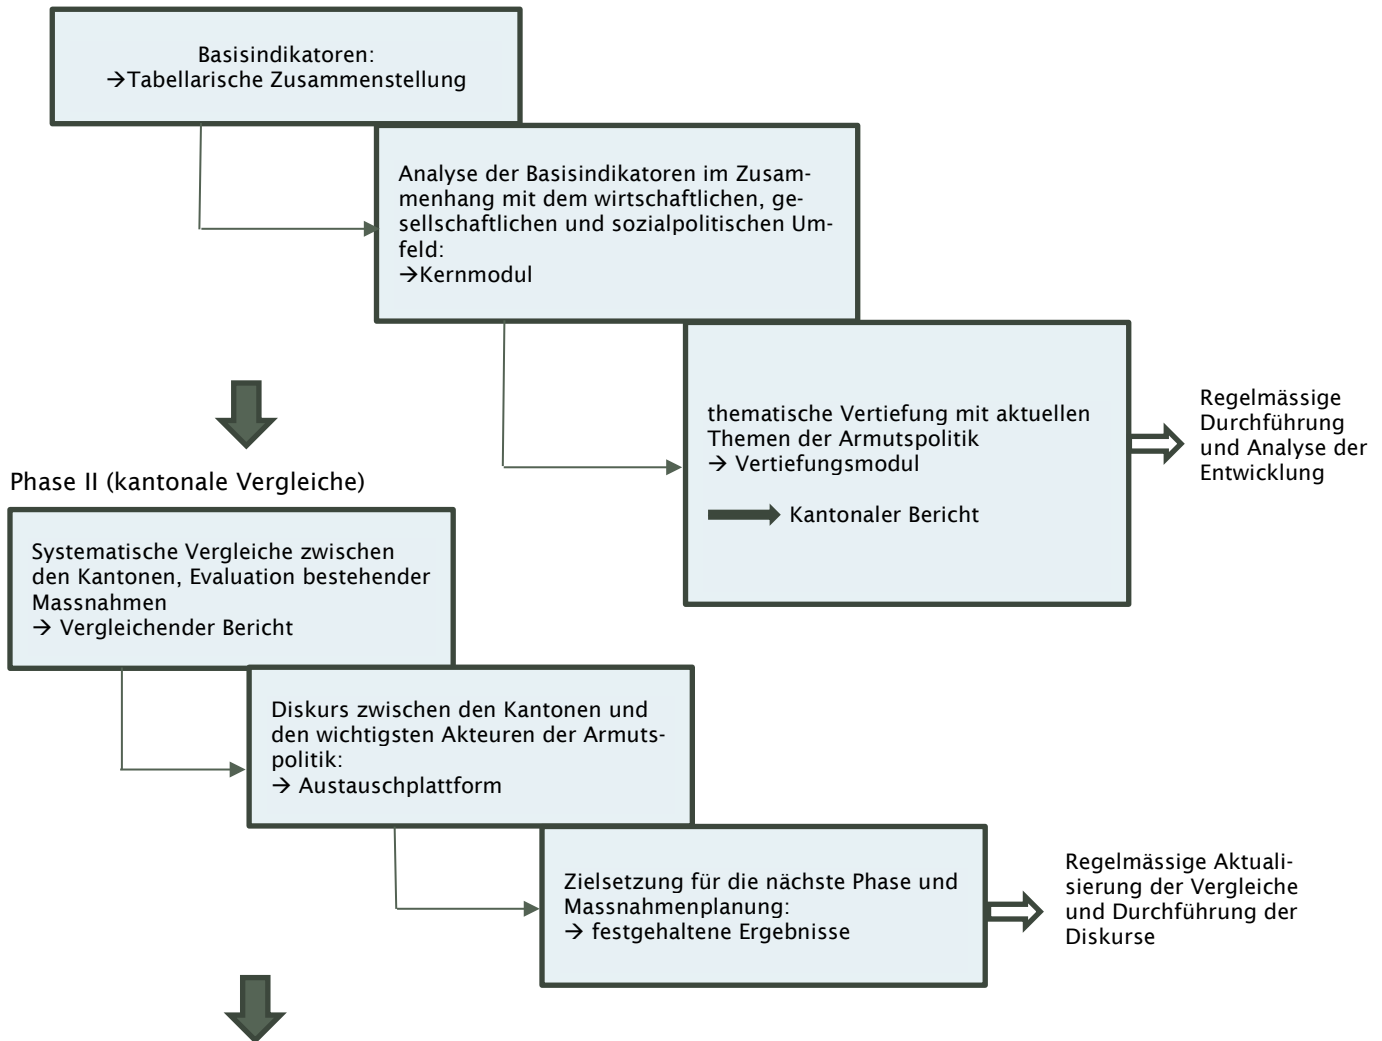 Basisindikatoren:
→Tabellarische Zusammenstellung
Analyse der Basisindikatoren im Zusam-
menhang mit dem wirtschaftlichen, ge-
sellschaftlichen und sozialpolitischen Um-
feld:
→Kernmodul
thematische Vertiefung mit aktuellen
Themen der Armutspolitik
→ Vertiefungsmodul
Kantonaler Bericht
Regelmässige
Durchführung
und Analyse der
Entwicklung
Phase II (kantonale Vergleiche)
Systematische Vergleiche zwischen
den Kantonen, Evaluation bestehender
Massnahmen
→ Vergleichender Bericht
Diskurs zwischen den Kantonen und
den wichtigsten Akteuren der Armuts-
politik:
→ Austauschplattform
Zielsetzung für die nächste Phase und
Massnahmenplanung:
→ festgehaltene Ergebnisse
Regelmässige Aktuali-
sierung der Vergleiche
und Durchführung der
Diskurse